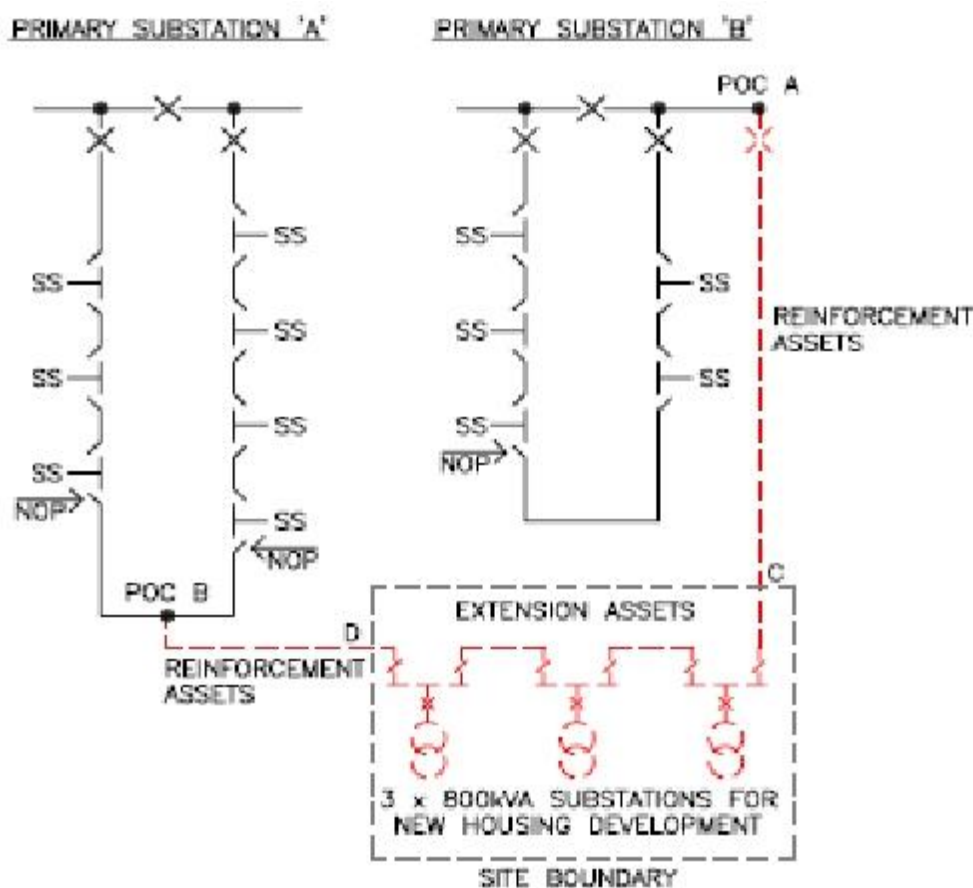 PRIMARY SUBSTATION 'A'
PRIMARY SUBSTATION 'B'
POC A
SS
SS
SS
SS
SS
SS
SS
NOP
NOP
SS
SS
SS
SS
SS
NOP
REINFORCEMENT
ASSETS
POC B
D
REINFORCEMENT
ASSETS
C
EXTENSION ASSETS
3 x 800kVA SUBSTATIONS FOR
NEW HOUSING DEVELOPMENT
SITE BOUNDARY